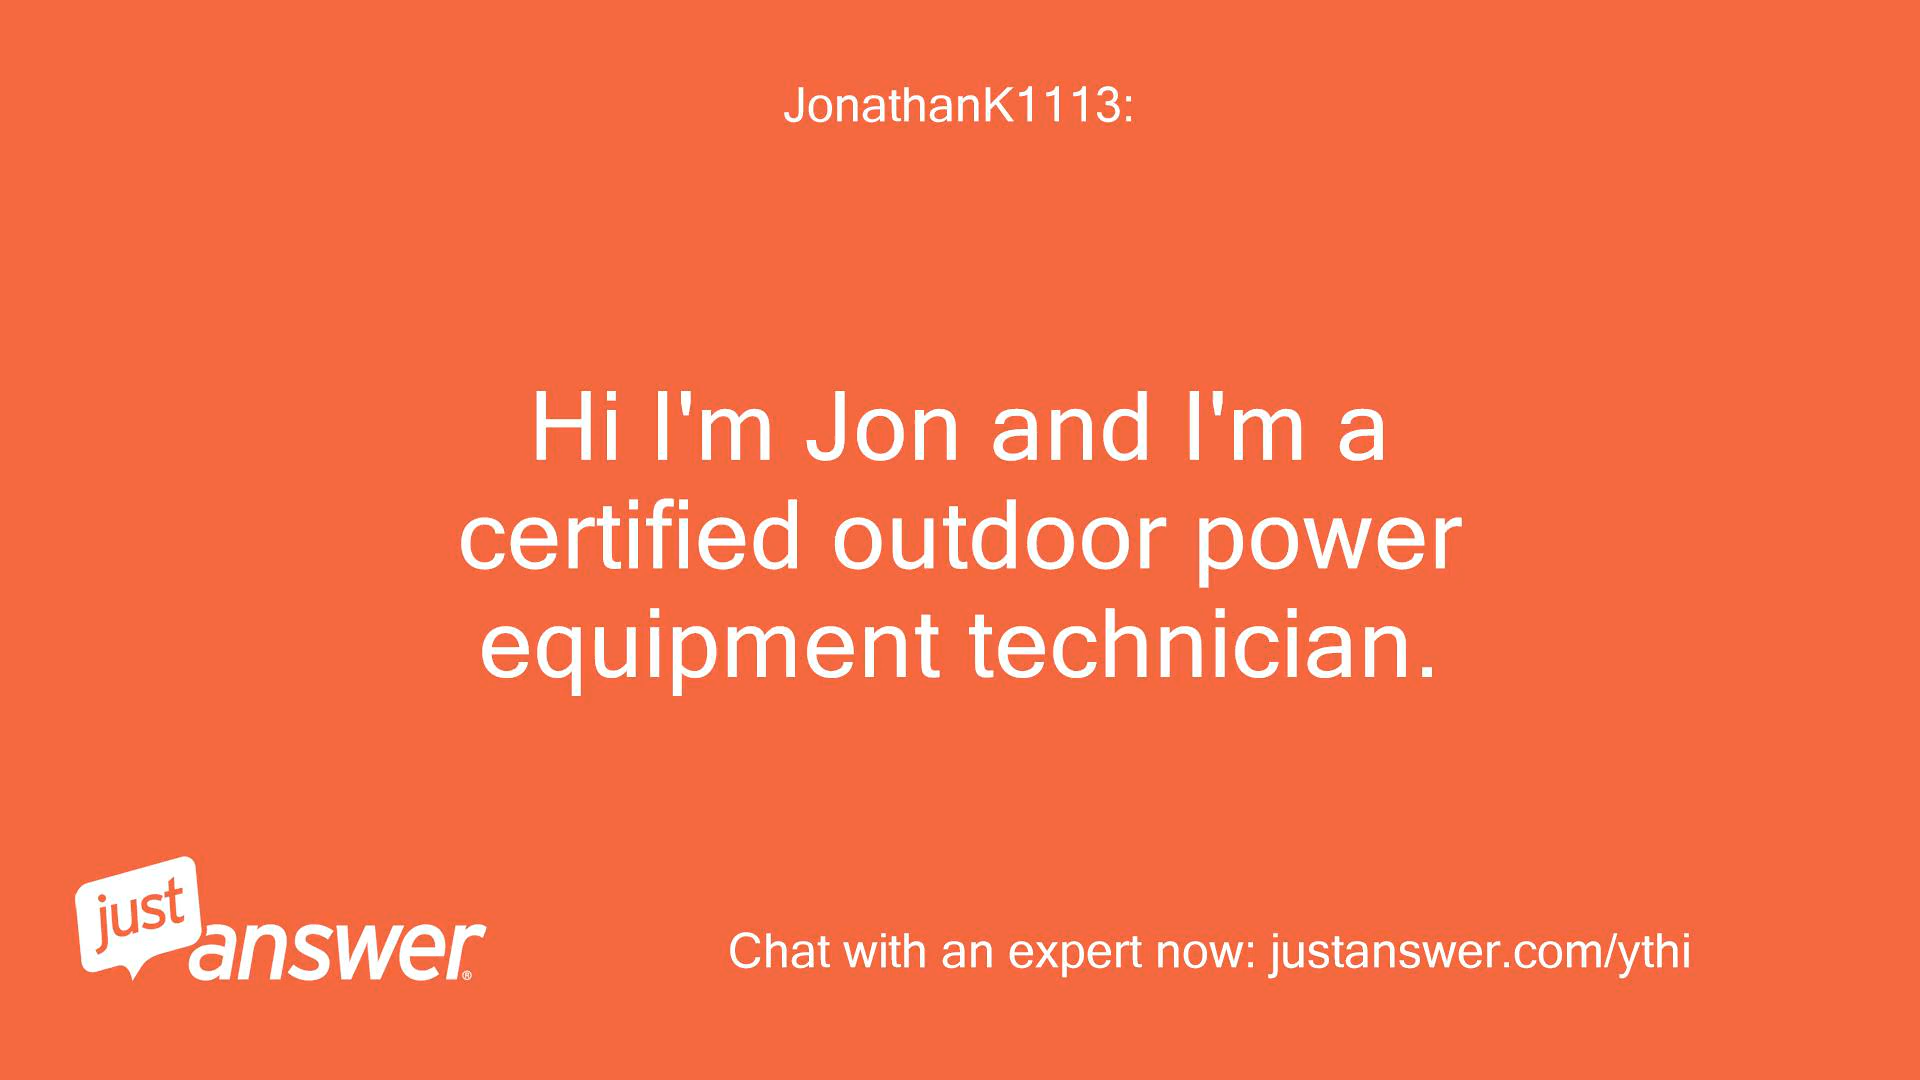 JonathanK1113:
Hi I'm Jon and I'm a
certified outdoor power
equipment technician.
just
answer®
Chat with an expert now: justanswer.com/ythi